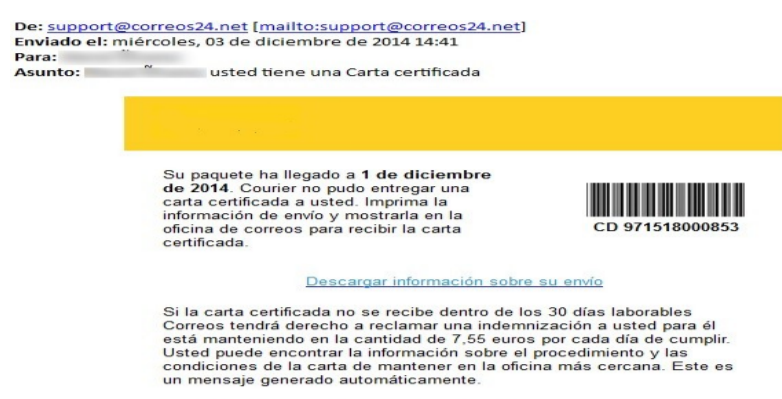 De: support@correos24.net [mailto:support@correos24.net]
Enviado el: miércoles, 03 de diciembre de 2014 14:41
Para:
Asunto: usted tiene una Carta certificada
Su paquete ha llegado a 1 de diciembre
de 2014. Courier no pudo entregar una
carta certificada a usted. Imprima la
información de envío y mostrarla en la
oficina de correos para recibir la carta
certificada.
CD 971518000853
Descargar información sobre su envío
Si la carta certificada no se recibe dentro de los 30 días laborables
Correos tendrá derecho a reclamar una indemnización a usted para él
está manteniendo en la cantidad de 7,55 euros por cada día de cumplir.
Usted puede encontrar la información sobre el procedimiento y las
condiciones de la carta de mantener en la oficina más cercana. Este es
un mensaje generado automáticamente.